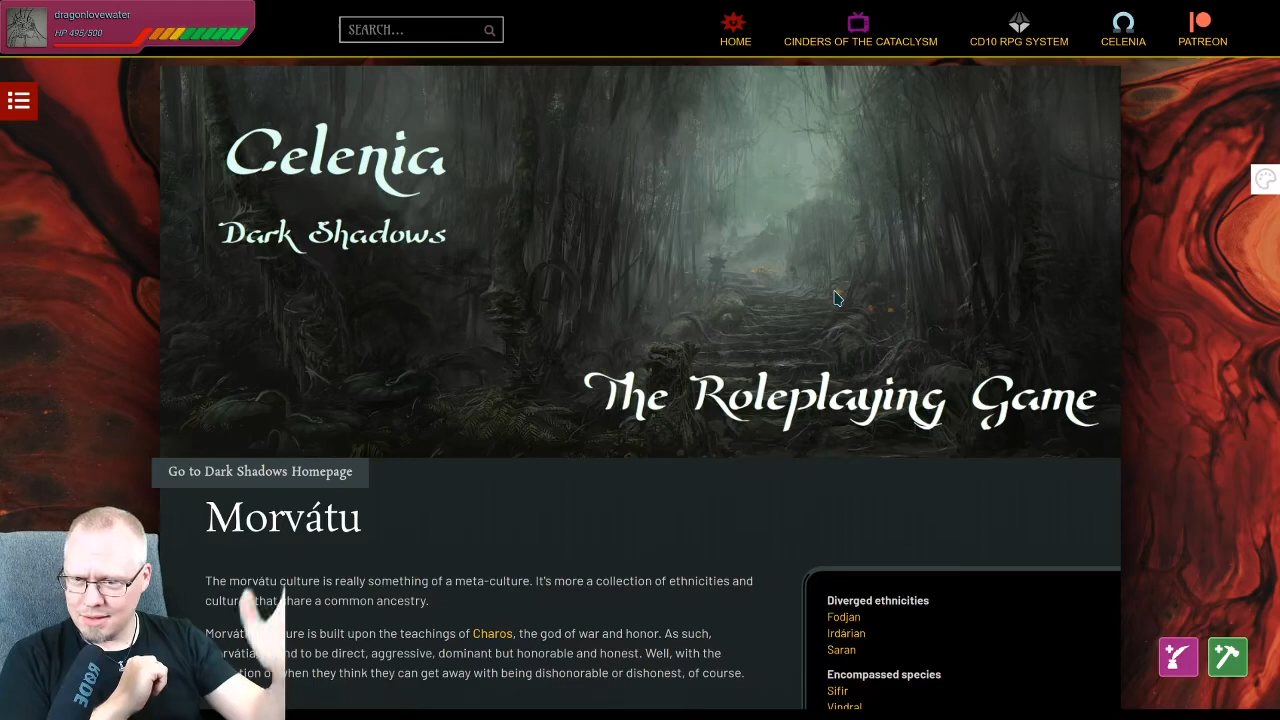 dragonlovewater
HP 495/500
SEARCH...
HOME
CINDERS OF THE CATACLYSM
CD10 RPG SYSTEM
CELENIA
PATREON
Celenia
Dark Shadows
The Roleplaying Game
Go to Dark Shadows Homepage
Morvátu
The morvátu culture is really something of a meta-culture. It's more a collection of ethnicities and
that share a common ancestry.
is built upon the teachings of Charos, the god of war and honor. As such,
to be direct, aggressive, dominant but honorable and honest. Well, with the
when they think they can get away with being dishonorable or dishonest, of course.
Diverged ethnicities
Fodjan
Irdárian
Saran
Encompassed species
Sifir
Vindral
RØDE